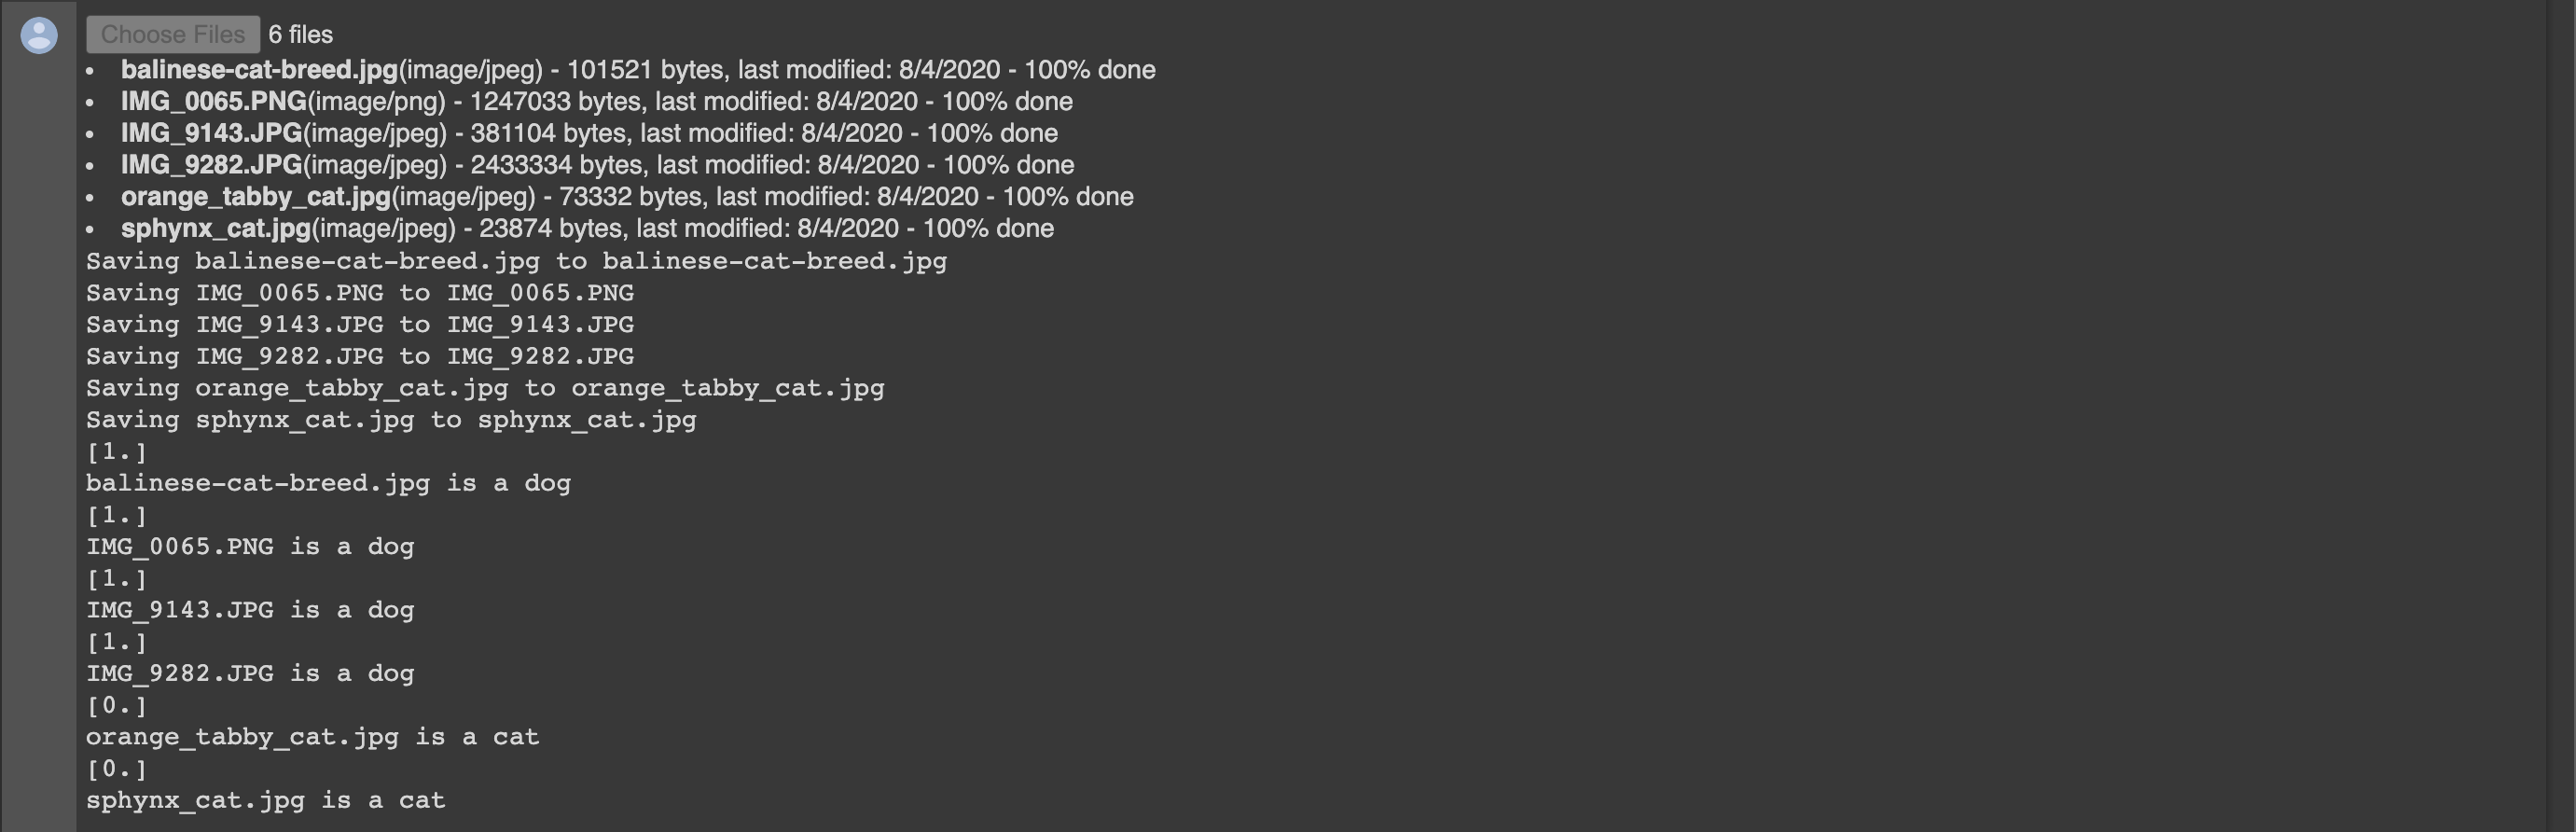 Choose Files 6 files
• balinese-cat-breed.jpg(image/jpeg) - 101521 bytes, last modified: 8/4/2020 - 100% done
• IMG_0065.PNG(image/png) - 1247033 bytes, last modified: 8/4/2020 - 100% done
• IMG_9143.JPG(image/jpeg) - 381104 bytes, last modified: 8/4/2020 - 100% done
• IMG_9282.JPG(image/jpeg) - 2433334 bytes, last modified: 8/4/2020 - 100% done
• orange_tabby_cat.jpg(image/jpeg) - 73332 bytes, last modified: 8/4/2020 - 100% done
• sphynx_cat.jpg(image/jpeg) - 23874 bytes, last modified: 8/4/2020 - 100% done
Saving balinese-cat-breed.jpg to balinese-cat-breed.jpg
Saving IMG_0065.PNG to IMG_0065.PNG
Saving IMG_9143.JPG to IMG_9143.JPG
Saving IMG_9282.JPG to IMG_9282.JPG
Saving orange_tabby_cat.jpg to orange_tabby_cat.jpg
Saving sphynx_cat.jpg to sphynx_cat.jpg
[1.]
balinese-cat-breed.jpg is a dog
[1.]
IMG_0065.PNG is a dog
[1.]
IMG_9143.JPG is a dog
[1.]
IMG_9282.JPG is a dog
[0.]
orange_tabby_cat.jpg is a cat
[0.]
sphynx_cat.jpg is a cat